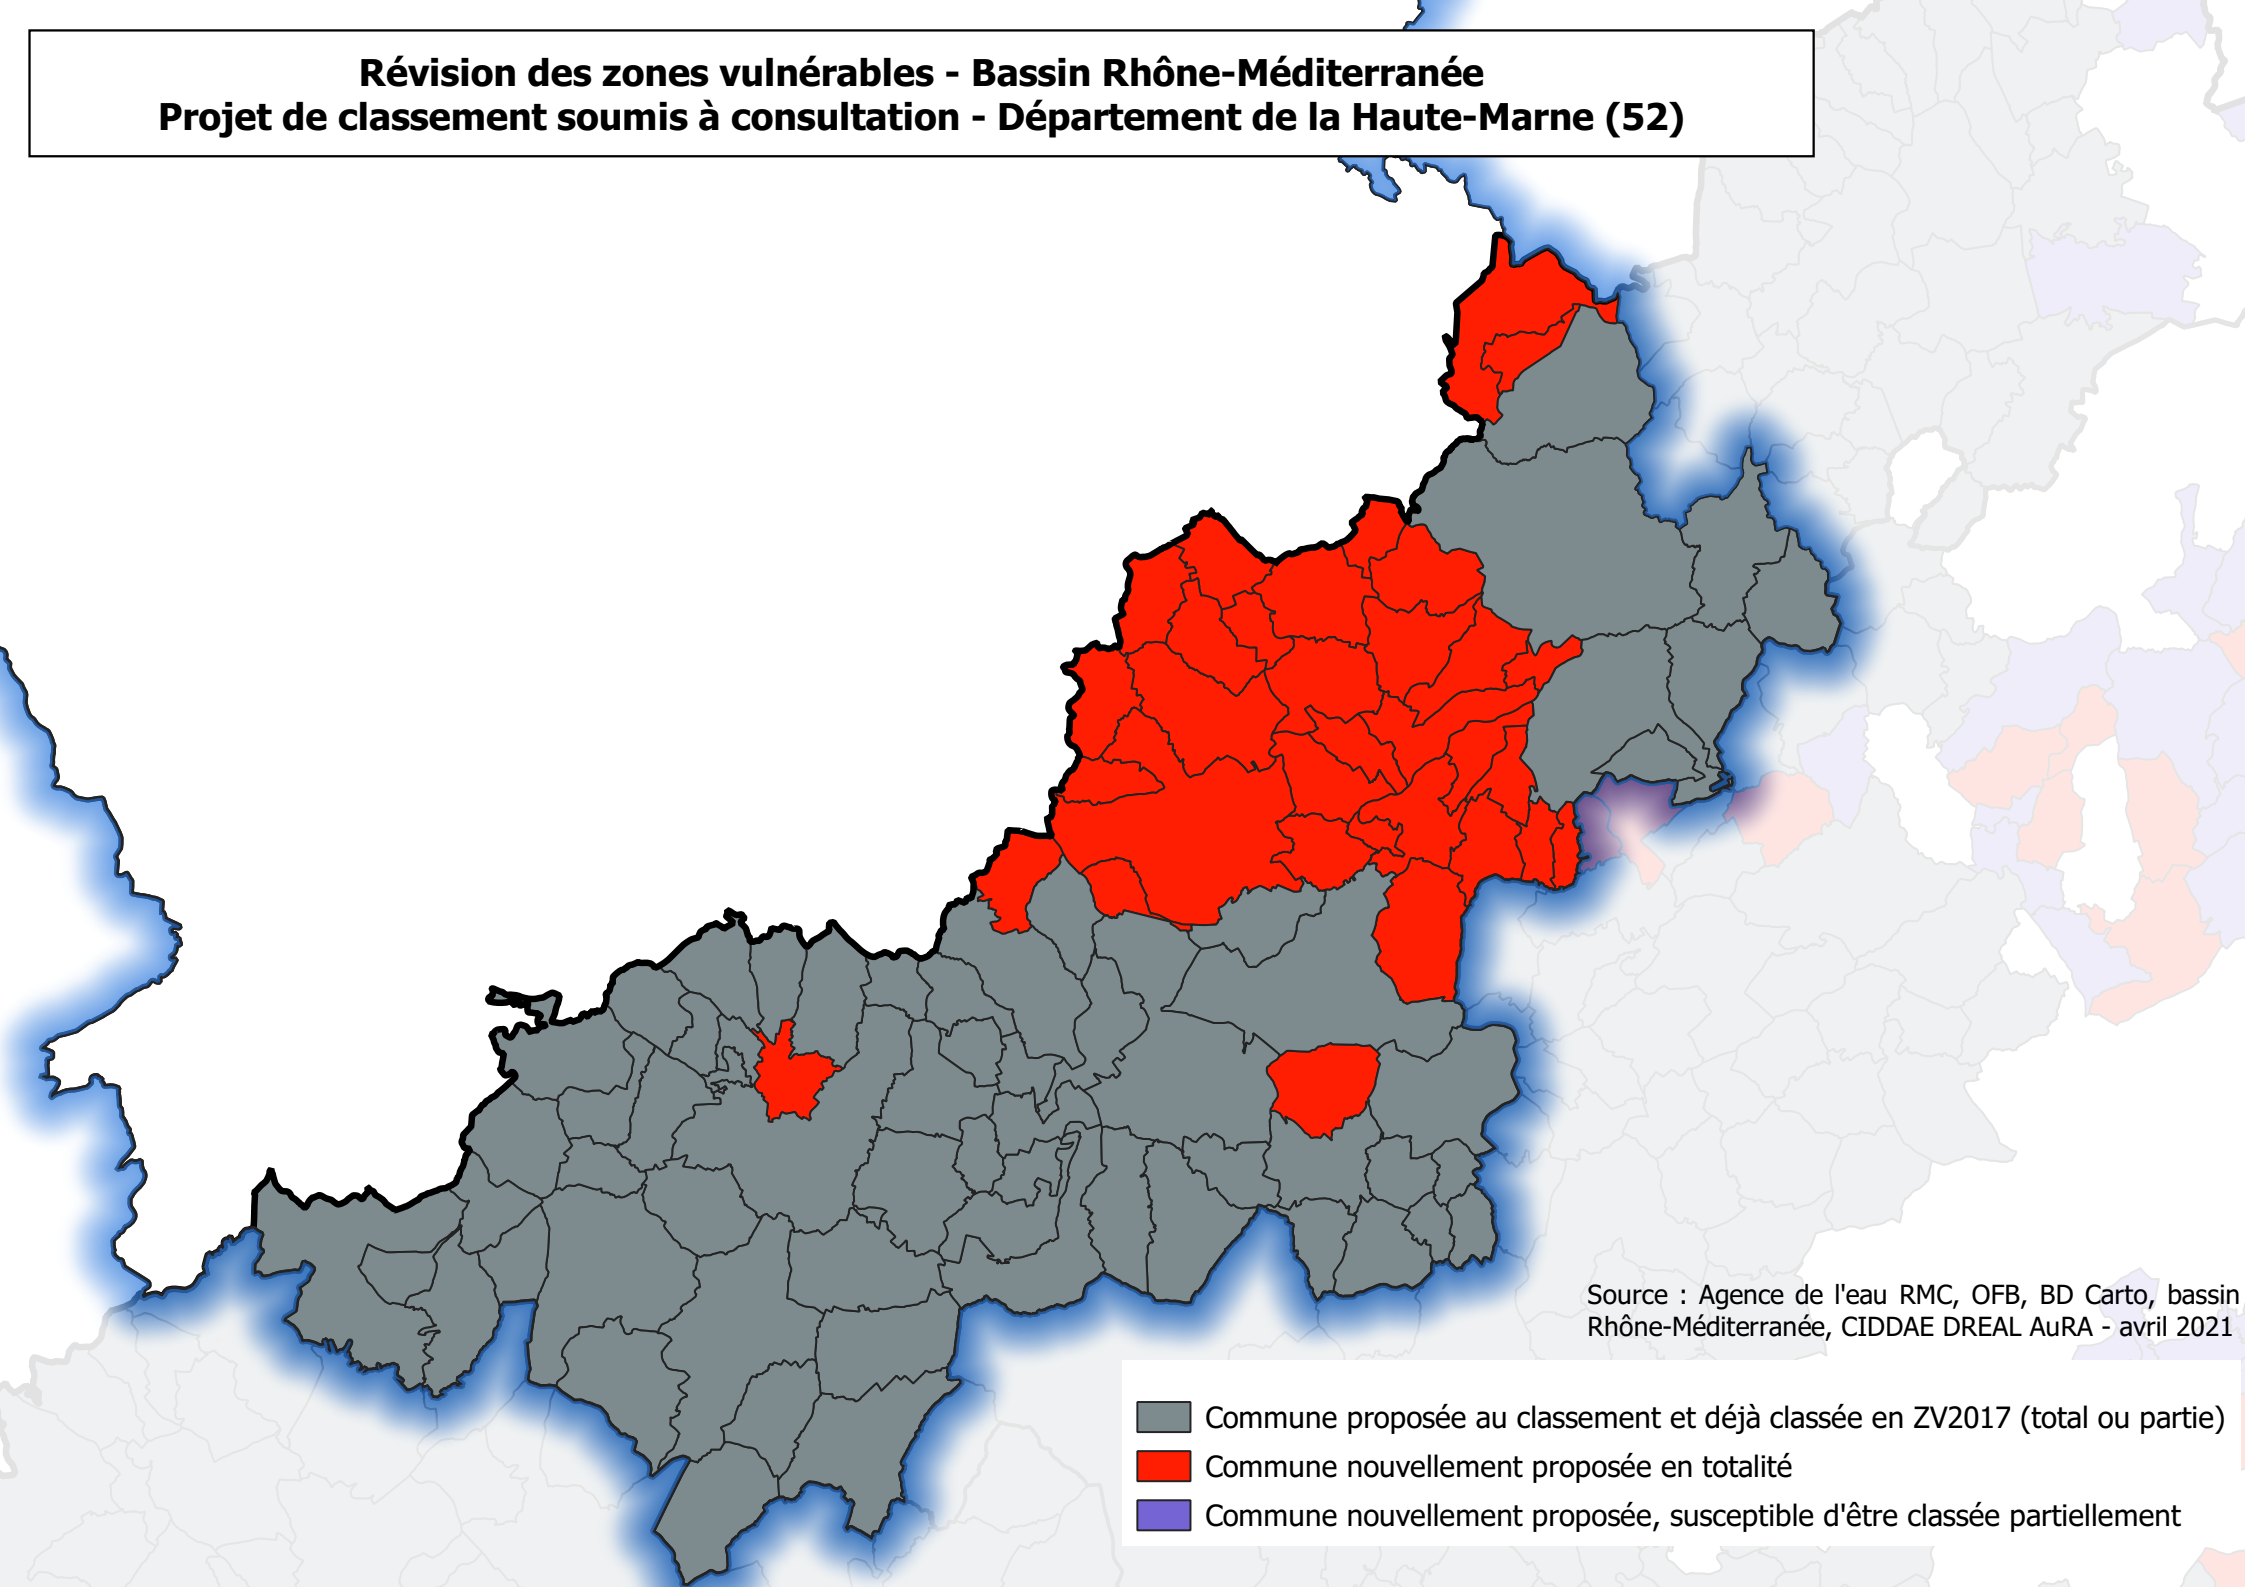 Révision des zones vulnérables - Bassin Rhône-Méditerranée
Projet de classement soumis à consultation - Département de la Haute-Marne (52)
Source : Agence de l'eau RMC, OFB, BD Carto, bassin
Rhône-Méditerranée, CIDDAE DREAL AuRA - avril 2021
Commune proposée au classement et déjà classée en ZV2017 (total ou partie)
Commune nouvellement proposée en totalité
Commune nouvellement proposée, susceptible d'être classée partiellement